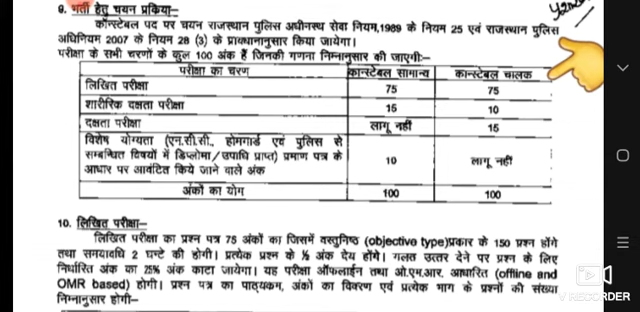 9. भर्ती हेतु चयन प्रकिया:-
कॉन्स्टेबल पद पर चयन राजस्थान पुलिस अधीनस्थ सेवा नियम,1989 के नियम 25 एवं राजस्थान पुलिस
अधिनियम 2007 के नियम 28 (3) के प्रावधानानुसार किया जायेगा।
परीक्षा के सभी चरणों के कुल 100 अंक हैं जिनकी गणना निम्नानुसार की जाएगी:-
परीक्षा का चरण कान्स्टेबल सामान्य कान्स्टेबल चालक
लिखित परीक्षा 75 75
शारीरिक दक्षता परीक्षा 15 10
दक्षता परीक्षा लागू नहीं 15
विशेष योग्यता (एन.सी.सी., होमगार्ड एवं पुलिस से
सम्बन्धित विषयों में डिप्लोमा/उपाधि प्राप्त) प्रमाण पत्र के
आधार पर आवंटित किये जाने वाले अंक 10 लागू नहीं
अंकों का योग 100 100
10. लिखित परीक्षा–
लिखित परीक्षा का प्रश्न पत्र 75 अंकों का जिसमें वस्तुनिष्ठ (objective type)प्रकार के 150 प्रश्न होंगे
तथा समयावधि 2 घण्टे की होगी। प्रत्येक प्रश्न के ½ अंक देय होंगे। गलत उत्तर देने पर प्रश्न के लिए
निर्धारित अंक का 25% अंक काटा जायेगा। यह परीक्षा ऑफलाईन तथा ओ.एम.आर. आधारित (offline and
OMR based) होगी। प्रश्न पत्र का पाठ्यकम, अंकों का विवरण एवं प्रत्येक भाग के प्रश्नों की संख्या
निम्नानुसार होगी–
V RECORDER